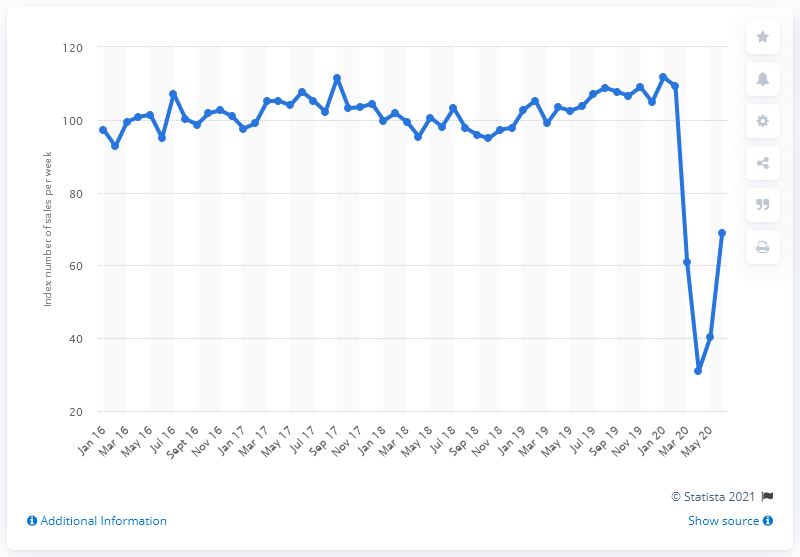 120
100
80
60
40
20
Index number of sales per week
Jan 16
Mar 16
May 16
Jul 16
Sept 16
Nov 16
Jan 17
Mar 17
May 17
Jul 17
Sep 17
Nov 17
Jan 18
Mar 18
May 18
Jul 18
Sep 18
Nov 18
Jan 19
Mar 19
May 19
Jul 19
Sep 19
Nov 19
Jan 20
Mar 20
May 20
© Statista 2021
Additional Information
Show source